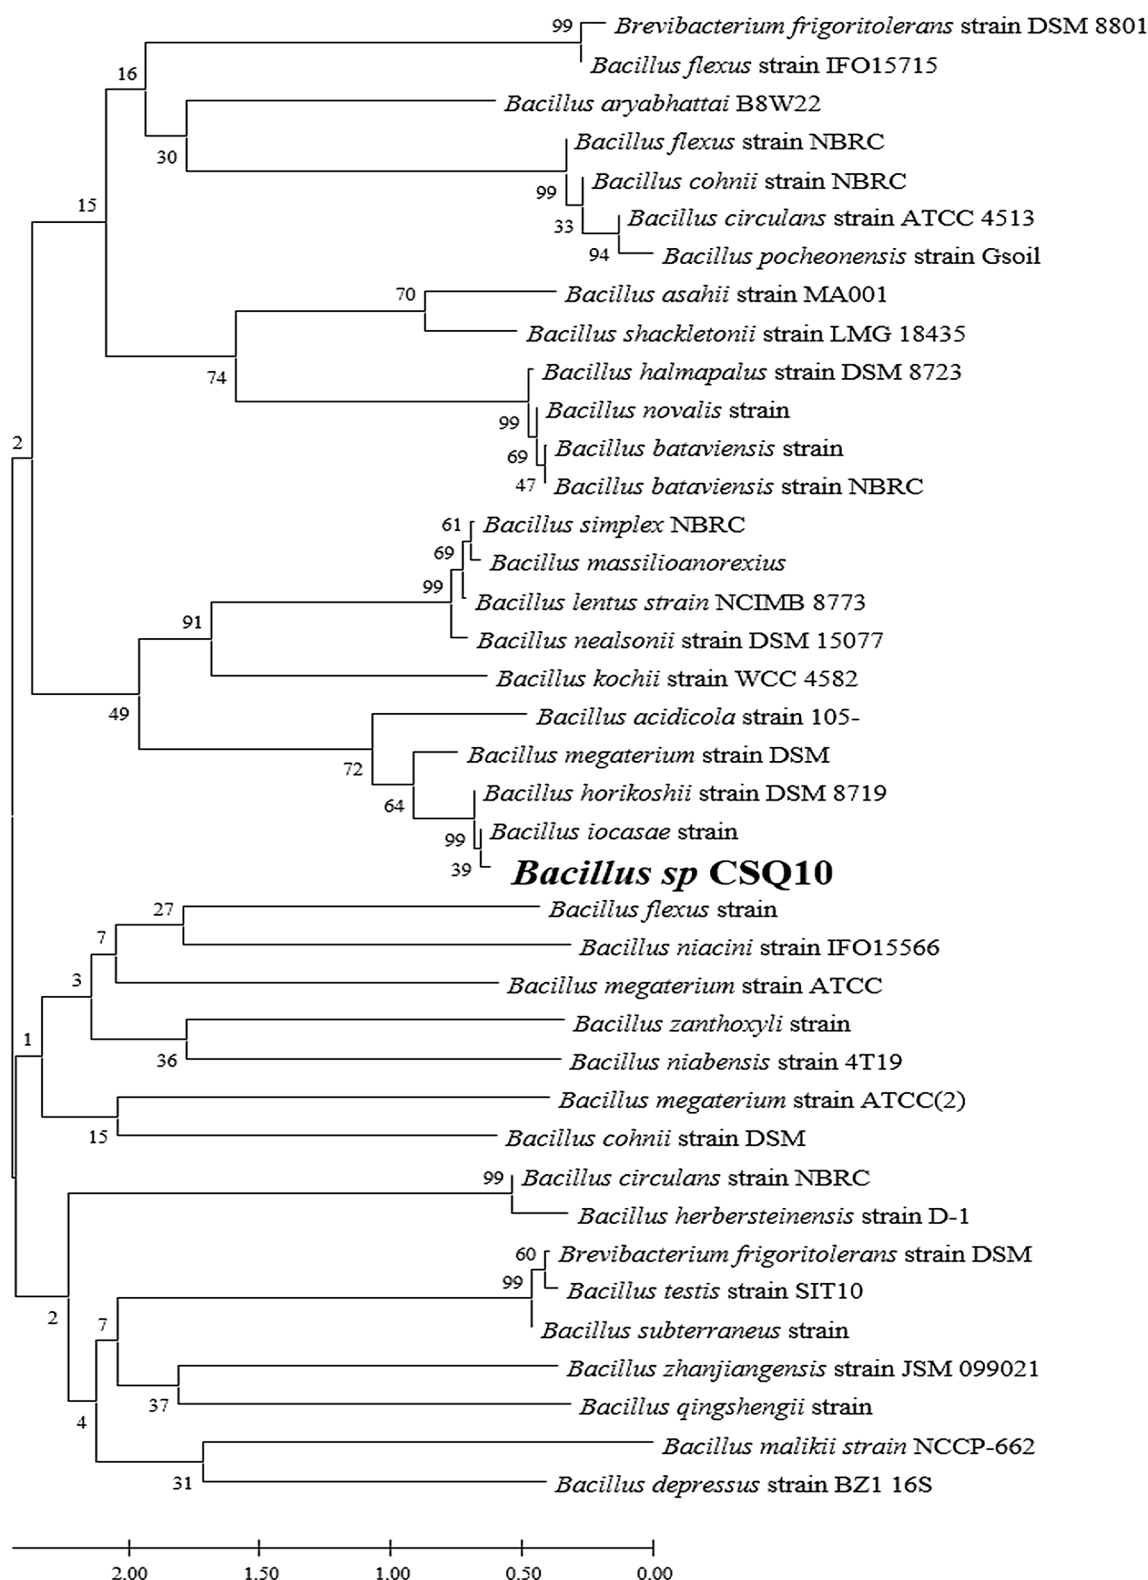 99 Brevibacterium frigoritolerans strain DSM 8801
Bacillus flexus strain IFO15715
16
Bacillus aryabhattai B8W22
Bacillus flexus strain NBRC
30
Bacillus cohnii strain NBRC
99
15
Bacillus circulans strain ATCC 4513
33
94 Bacillus pocheonensis strain Gsoil
70 Bacillus asahii strain MA001
Bacillus shackletonii strain LMG 18435
Bacillus halmapalus strain DSM 8723
74
Bacillus novalis strain
99
2
Bacillus bataviensis strain
69
47 Bacillus bataviensis strain NBRC
61 Bacillus simplex NBRC
69
Bacillus massilioanorexius
99
Bacillus lentus strain NCIMB 8773
91
Bacillus nealsonii strain DSM 15077
Bacillus kochii strain WCC 4582
49
Bacillus acidicola strain 105-
Bacillus megaterium strain DSM
72
Bacillus horikoshii strain DSM 8719
64
Bacillus iocasae strain
99
39 Bacillus sp CSQ10
27 Bacillus flexus strain
7
Bacillus niacini strain IFO15566
3
Bacillus megaterium strain ATCC
Bacillus zanthoxyli strain
1
36 Bacillus niabensis strain 4T19
Bacillus megaterium strain ATCC(2)
15 Bacillus cohnii strain DSM
99 Bacillus circulans strain NBRC
Bacillus herbersteinensis strain D-1
60 Brevibacterium frigoritolerans strain DSM
99
Bacillus testis strain SIT10
2
7
Bacillus subterraneus strain
Bacillus zhanjiangensis strain JSM 099021
37 Bacillus qingshengii strain
4
Bacillus malikii strain NCCP-662
31 Bacillus depressus strain BZ1 16S
2.00 1.50 1.00 0.50 0.00